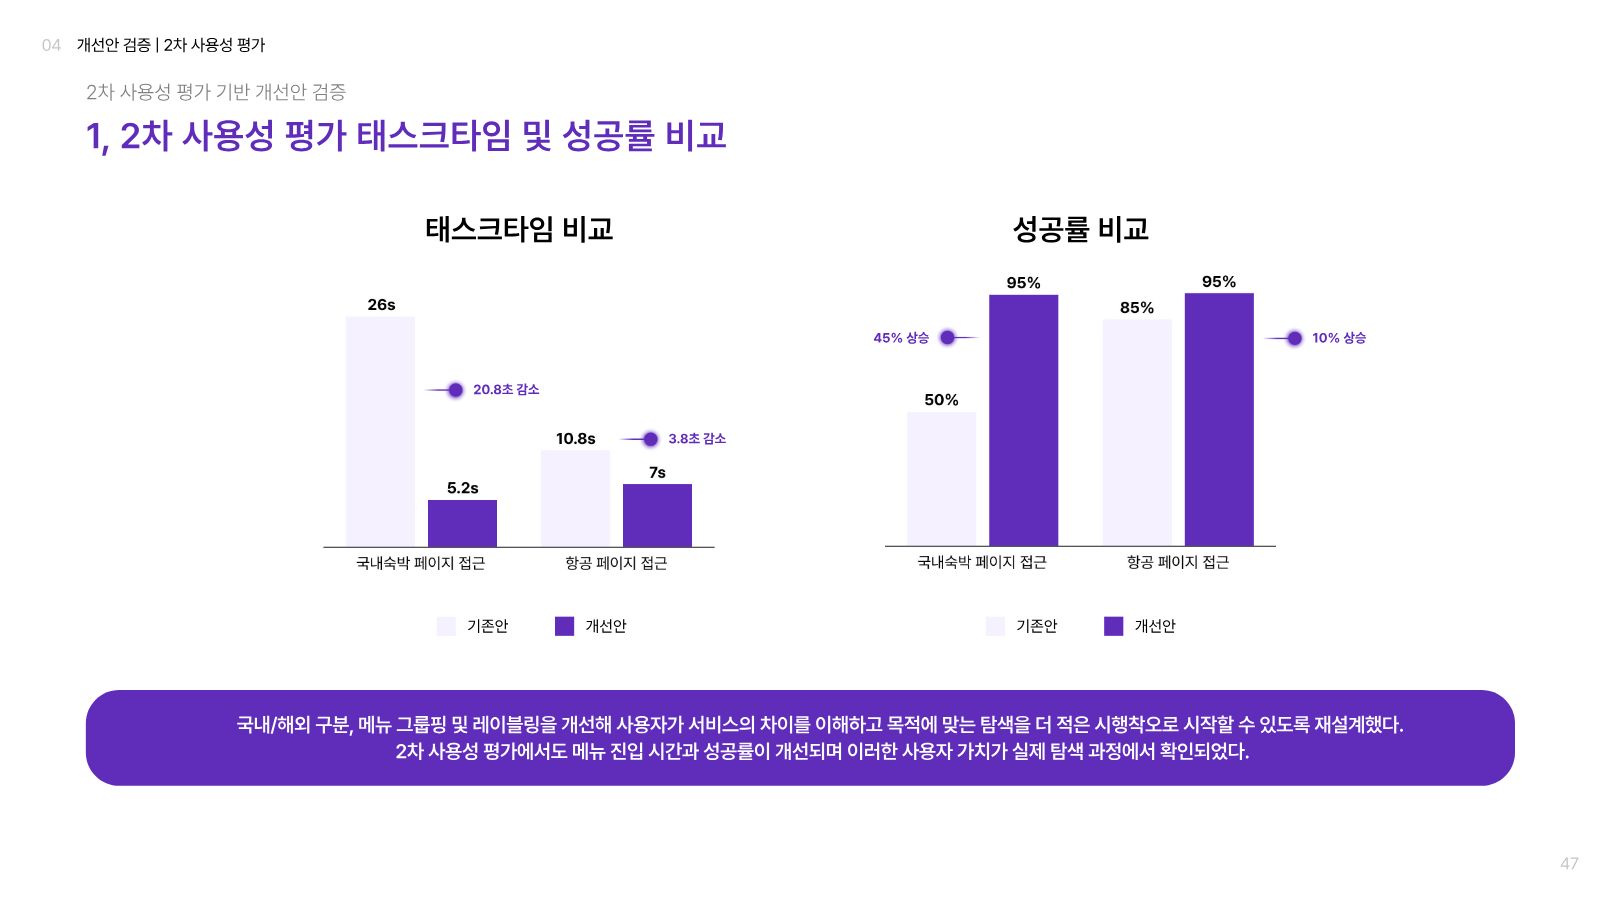 04 개선안 검증 | 2차 사용성 평가
2차 사용성 평가 기반 개선안 검증
1, 2차 사용성 평가 태스크타임 및 성공률 비교
태스크타임 비교
26s
20.8초 감소
5.2s
10.8s
3.8초 감소
7s
국내숙박 페이지 접근
항공 페이지 접근
기존안
개선안
성공률 비교
45% 상승
50%
95%
85%
95%
10% 상승
국내숙박 페이지 접근
항공 페이지 접근
기존안
개선안
국내/해외 구분, 메뉴 그룹핑 및 레이블링을 개선해 사용자가 서비스의 차이를 이해하고 목적에 맞는 탐색을 더 적은 시행착오로 시작할 수 있도록 재설계했다.
2차 사용성 평가에서도 메뉴 진입 시간과 성공률이 개선되며 이러한 사용자 가치가 실제 탐색 과정에서 확인되었다.
47